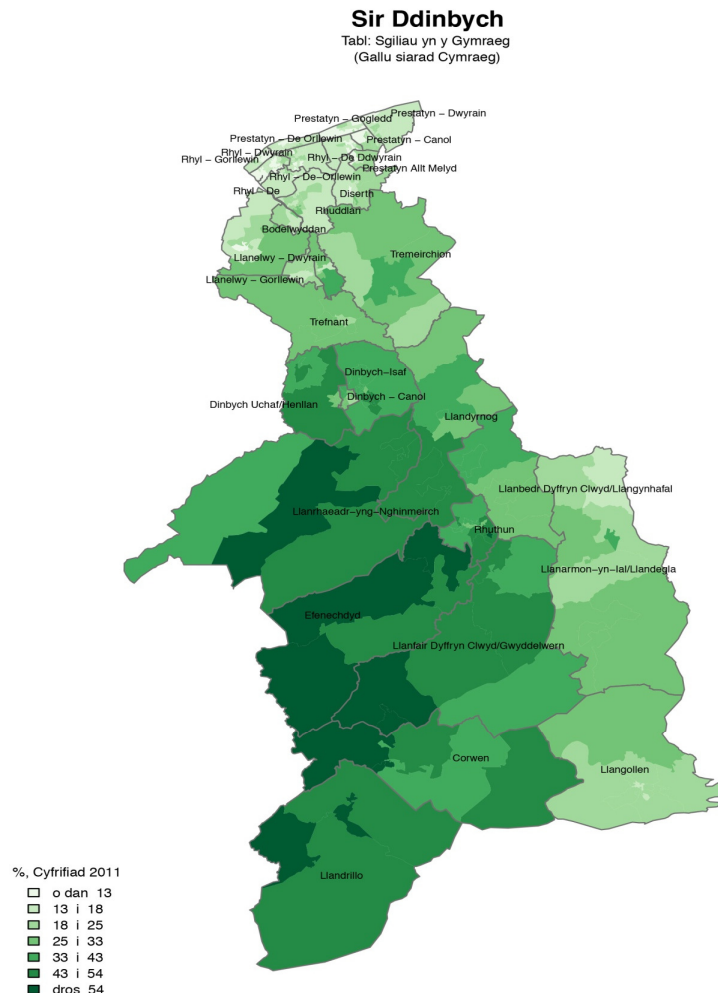 Sir Ddinbych
Tabl: Sgiliau yn y Gymraeg
(Gallu siarad Cymraeg)
Prestatyn – Dwyrain
Prestatyn – Gogledd
Prestatyn – De Orllewin
Prestatyn – Canol
Rhyl – Dwyrain
Rhyl – Gorllewin
Rhyl – De Ddwyrain
Prestatyn Allt Melyd
Rhyl – De–Orllewin
Rhyl – De
Diserth
Rhuddlan
Bodelwyddan
Tremeirchion
Llanelwy – Dwyrain
Llanelwy – Gorllewin
Trefnant
Dinbych–Isaf
Dinbych – Canol
Dinbych Uchaf/Henllan
Llandyrnog
Llanbedr Dyffryn Clwyd/Llangynhafal
Llanrhaeadr–yng–Nghinmeirch
Rhuthun
Llanarmon–yn–Ial/Llandegla
Efenechdyd
Llanfair Dyffryn Clwyd/Gwyddelwern
Corwen
Llangollen
Llandrillo
%, Cyfrifiad 2011
o dan 13
13 i 18
18 i 25
25 i 33
33 i 43
43 i 54
dros 54